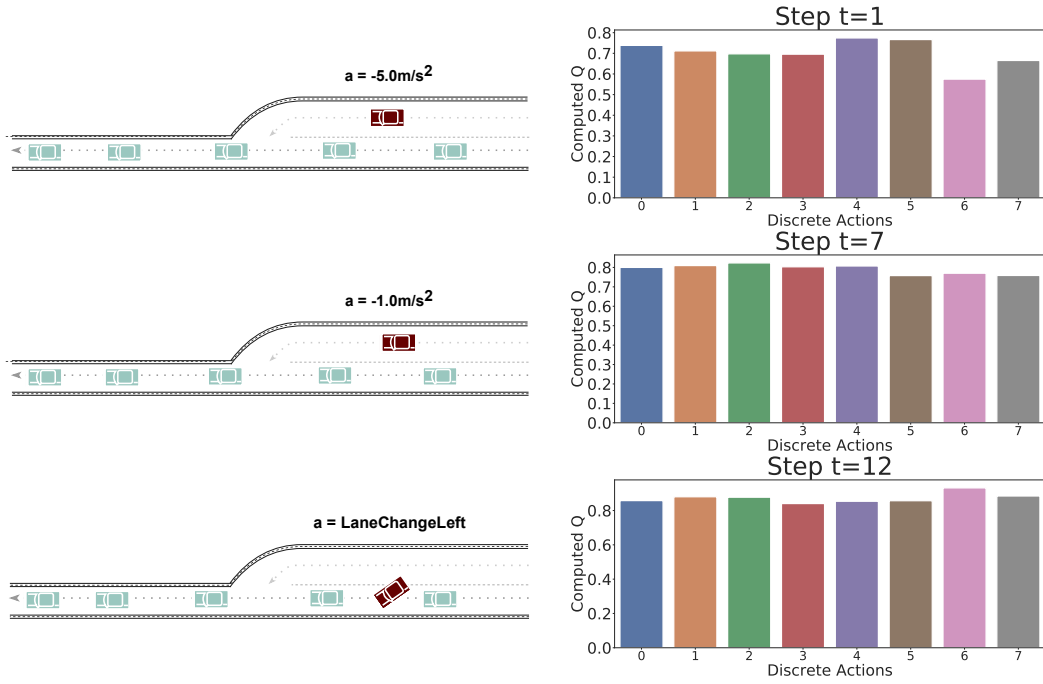 a = -5.0m/s2
Step t=1
Computed Q
0.8
0.7
0.6
0.5
0.4
0.3
0.2
0.1
0.0
0 1 2 3 4 5 6 7
Discrete Actions
a = -1.0m/s2
Step t=7
Computed Q
0.8
0.7
0.6
0.5
0.4
0.3
0.2
0.1
0.0
0 1 2 3 4 5 6 7
Discrete Actions
a = LaneChangeLeft
Step t=12
Computed Q
0.8
0.6
0.4
0.2
0.0
0 1 2 3 4 5 6 7
Discrete Actions